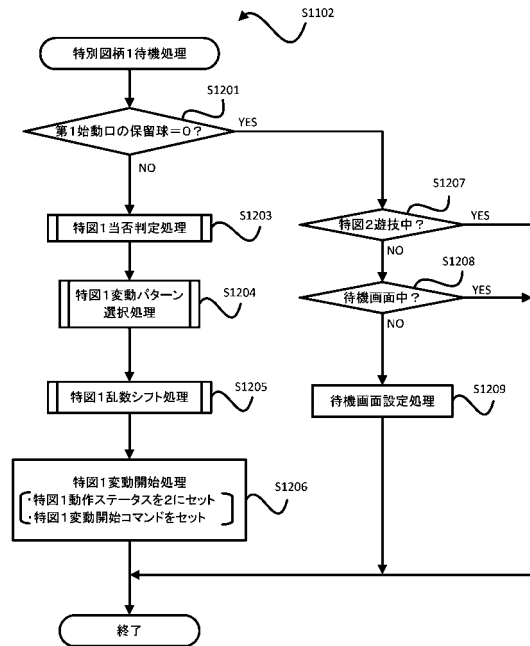 S1102
特別図柄1待機処理
S1201
第1始動口の保留球=0?
YES
NO
S1203
特図1当否判定処理
S1204
特図1変動パターン
選択処理
S1205
特図1乱数シフト処理
特図1変動開始処理
・特図1動作ステータスを2にセット
・特図1変動開始コマンドをセット
S1206
S1207
特図2遊技中?
YES
NO
S1208
待機画面中?
YES
NO
待機画面設定処理
S1209
終了